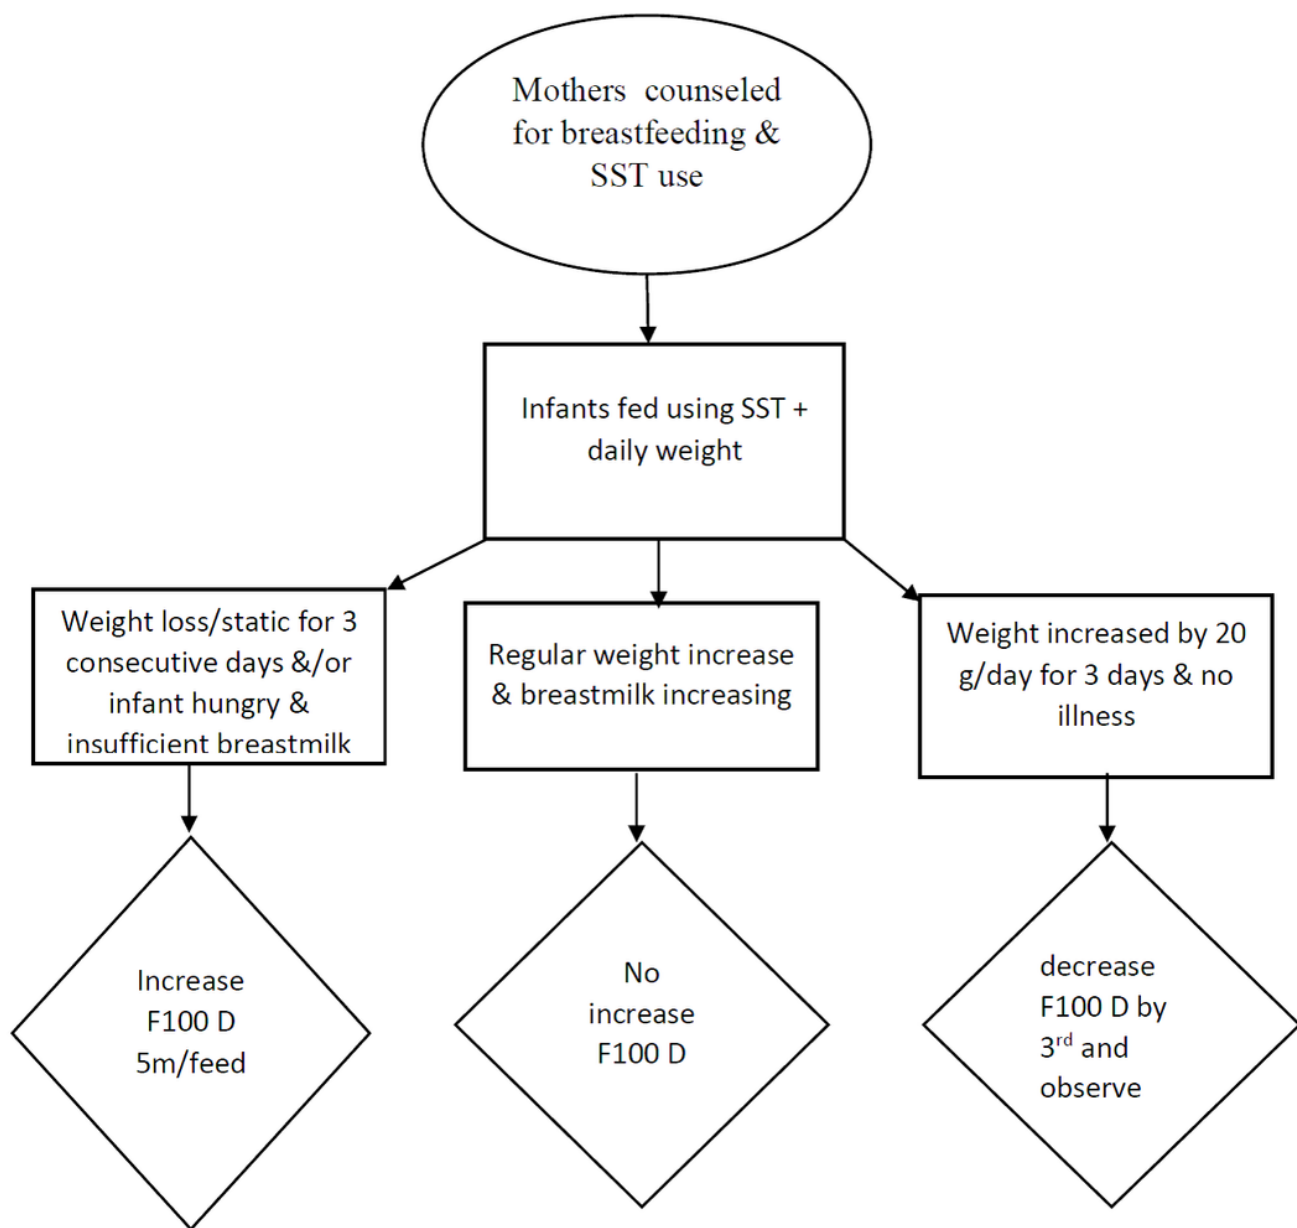 Mothers counseled
for breastfeeding &
SST use
Infants fed using SST +
daily weight
Weight loss/static for 3
consecutive days &/or
infant hungry &
insufficient breastmilk
Regular weight increase
& breastmilk increasing
Weight increased by 20
g/day for 3 days & no
illness
Increase
F100 D
5m/feed
No
increase
F100 D
decrease
F100 D by
3rd and
observe